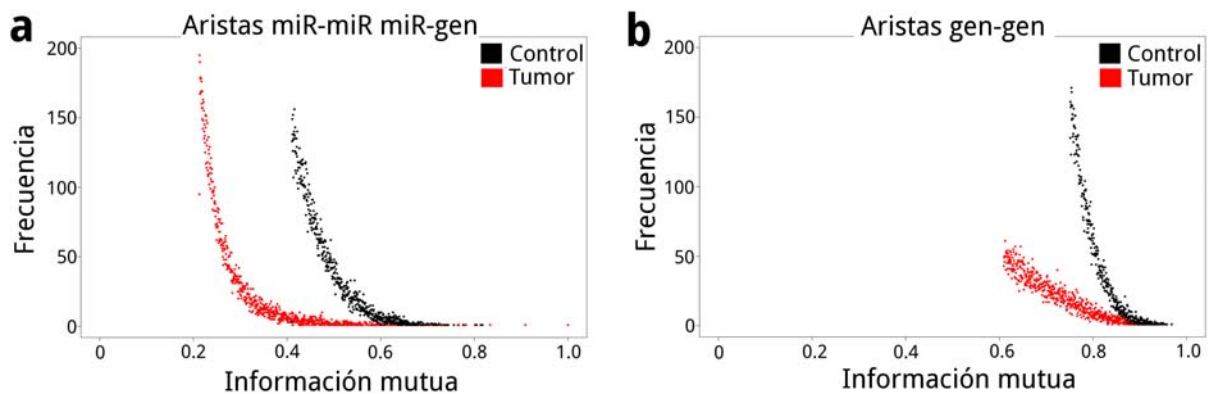 a
Aristas miR-miR miR-gen
Control
Tumor
Frecuencia
200
150
100
50
0
0
0.2
0.4
0.6
0.8
1.0
Información mutua
b
Aristas gen-gen
Control
Tumor
Frecuencia
200
150
100
50
0
0
0.2
0.4
0.6
0.8
1.0
Información mutua